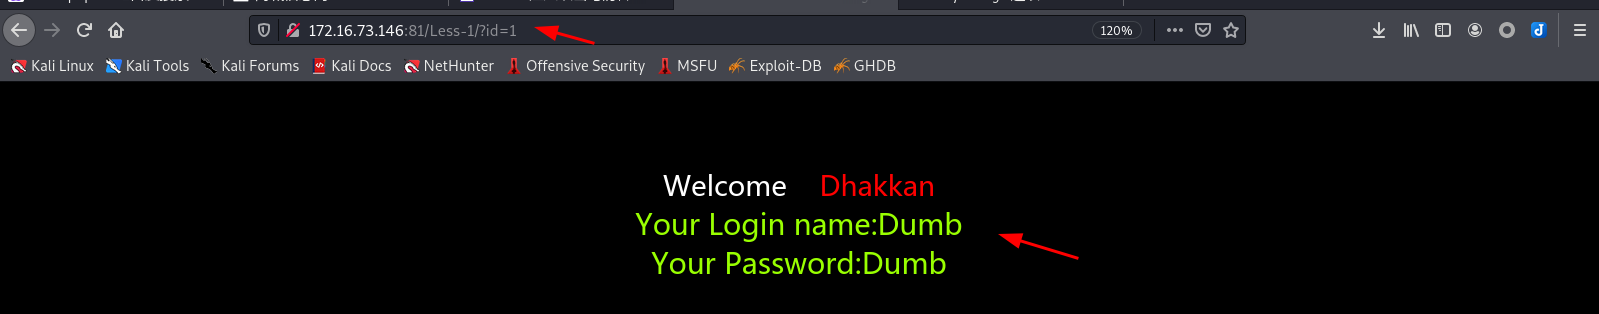 172.16.73.146:81/Less-1/?id=1
120%
Kali Linux Kali Tools Kali Forums Kali Docs NetHunter Offensive Security MSFU Exploit-DB GHDB
Welcome Dhakkan
Your Login name:Dumb
Your Password:Dumb